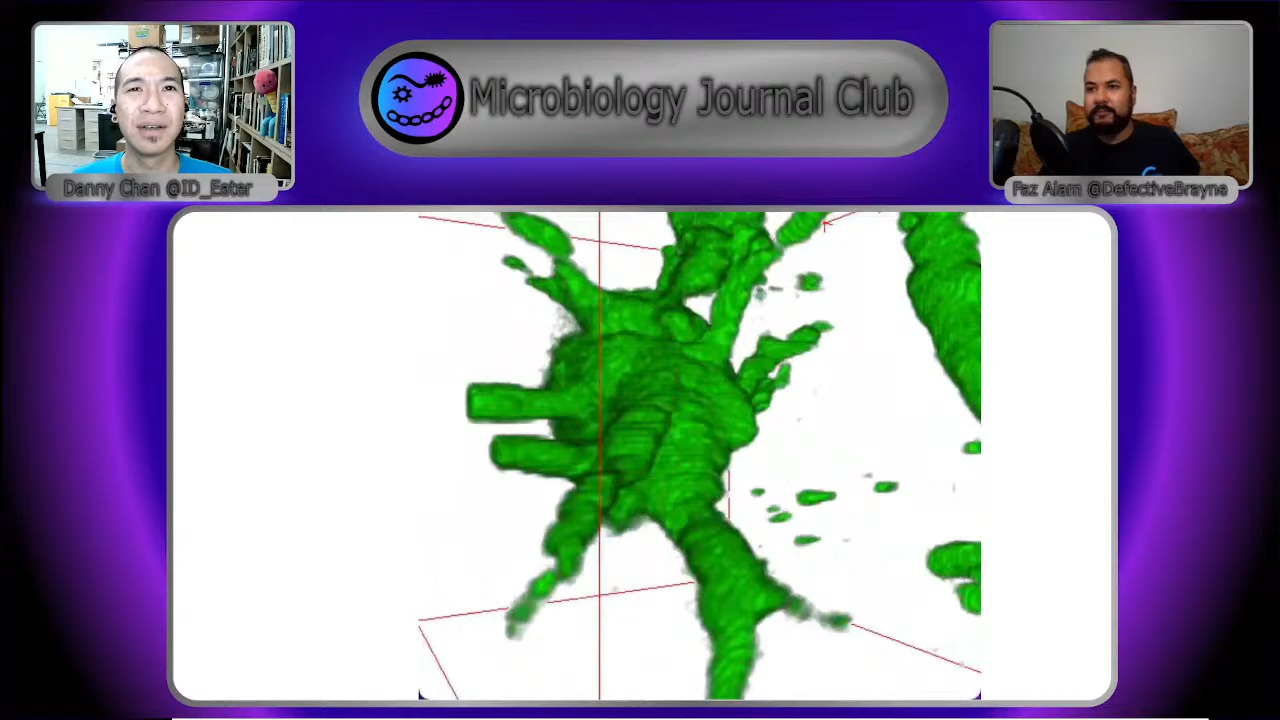 Microbiology Journal Club
Danny Chan @ID_Eater
Faz Alam @DefectiveBrayne